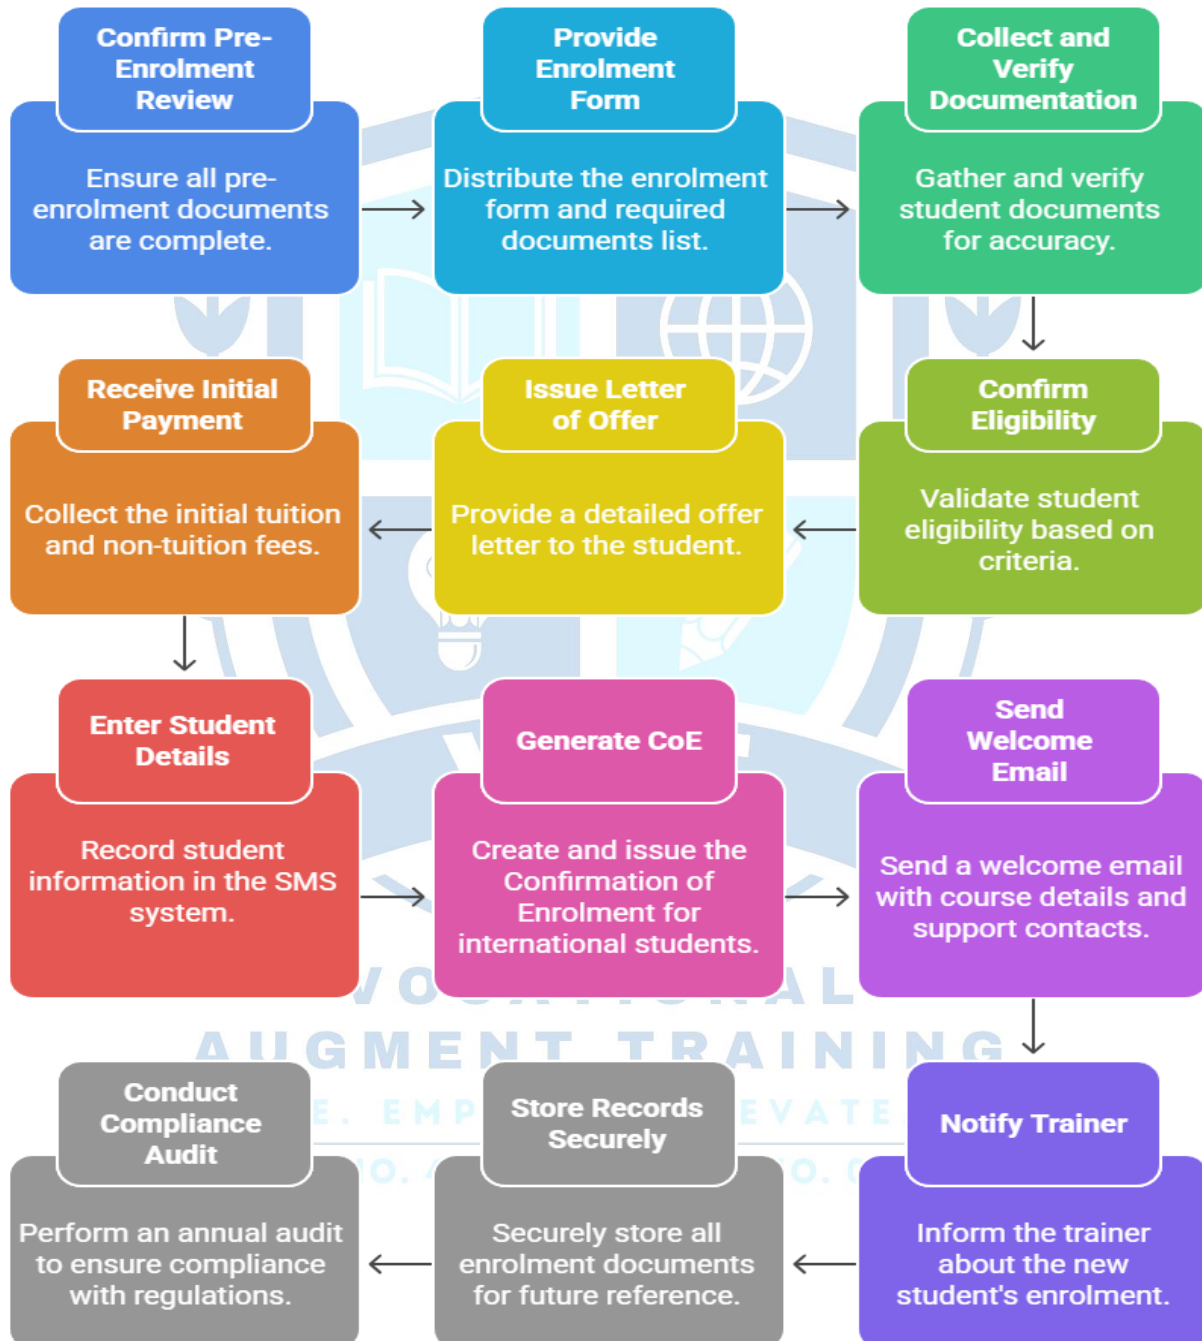 Confirm Pre-
Enrolment
Review
Ensure all pre-
enrolment documents
are complete.
Provide
Enrolment
Form
Distribute the enrolment
form and required
documents list.
Collect and
Verify
Documentation
Gather and verify
student documents
for accuracy.
Confirm
Eligibility
Validate student
eligibility based on
criteria.
Issue Letter
of Offer
Provide a detailed offer
letter to the student.
Receive Initial
Payment
Collect the initial tuition
and non-tuition fees.
Enter Student
Details
Record student
information in the SMS
system.
Generate CoE
Create and issue the
Confirmation of
Enrolment for
international students.
Send
Welcome
Email
Send a welcome email
with course details and
support contacts.
VOCATIONAL
AUGMENT TRAINING
Notify Trainer
Inform the trainer
about the new
student's enrolment.
Store Records
Securely
Securely store all
enrolment documents
for future reference.
Conduct
Compliance
Audit
Perform an annual audit
to ensure compliance
with regulations.